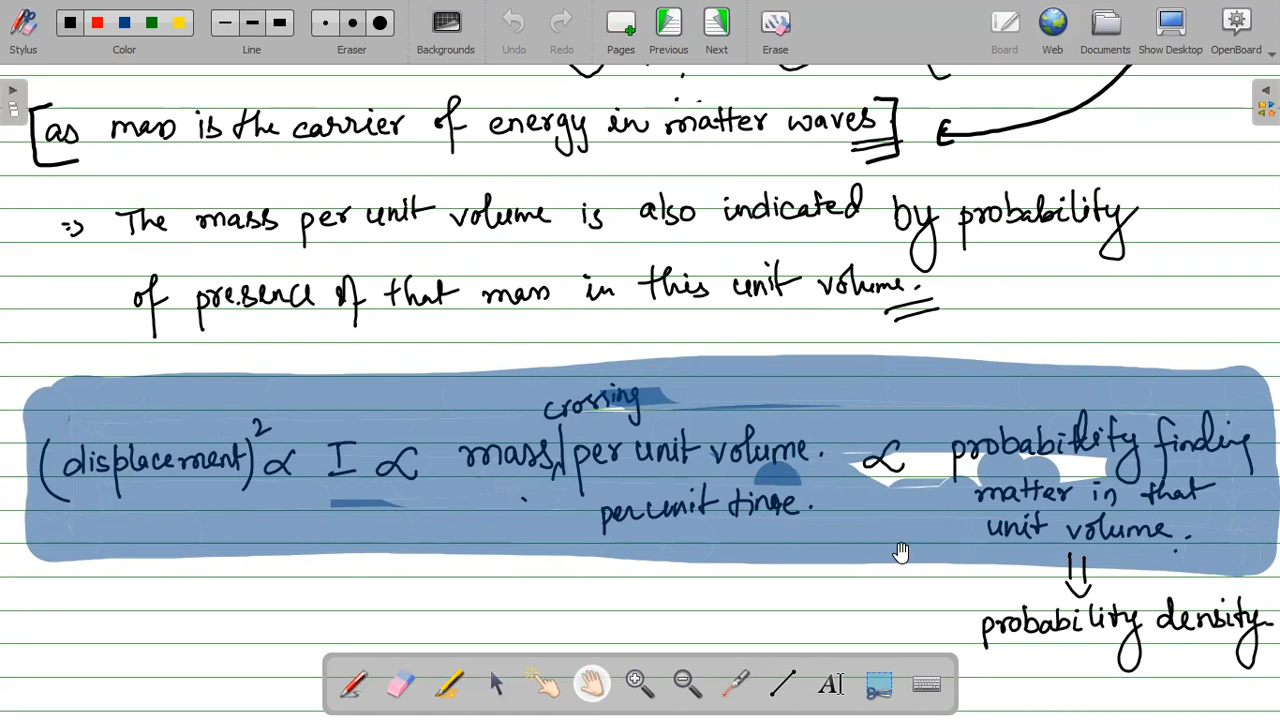 Stylus Color Line Eraser Backgrounds Undo Redo Pages Previous Next Erase Board Web Documents Show Desktop OpenBoard
[as mass is the carrier of energy in matter waves]
⇒ The mass per unit volume is also indicated by probability
of presence of that mass in this unit volume.
crossing
(displacement)² ∝ I ∝ mass/per unit volume. ∝ probability finding
per unit time.
matter in that
unit volume.
⇓
probability density
AI